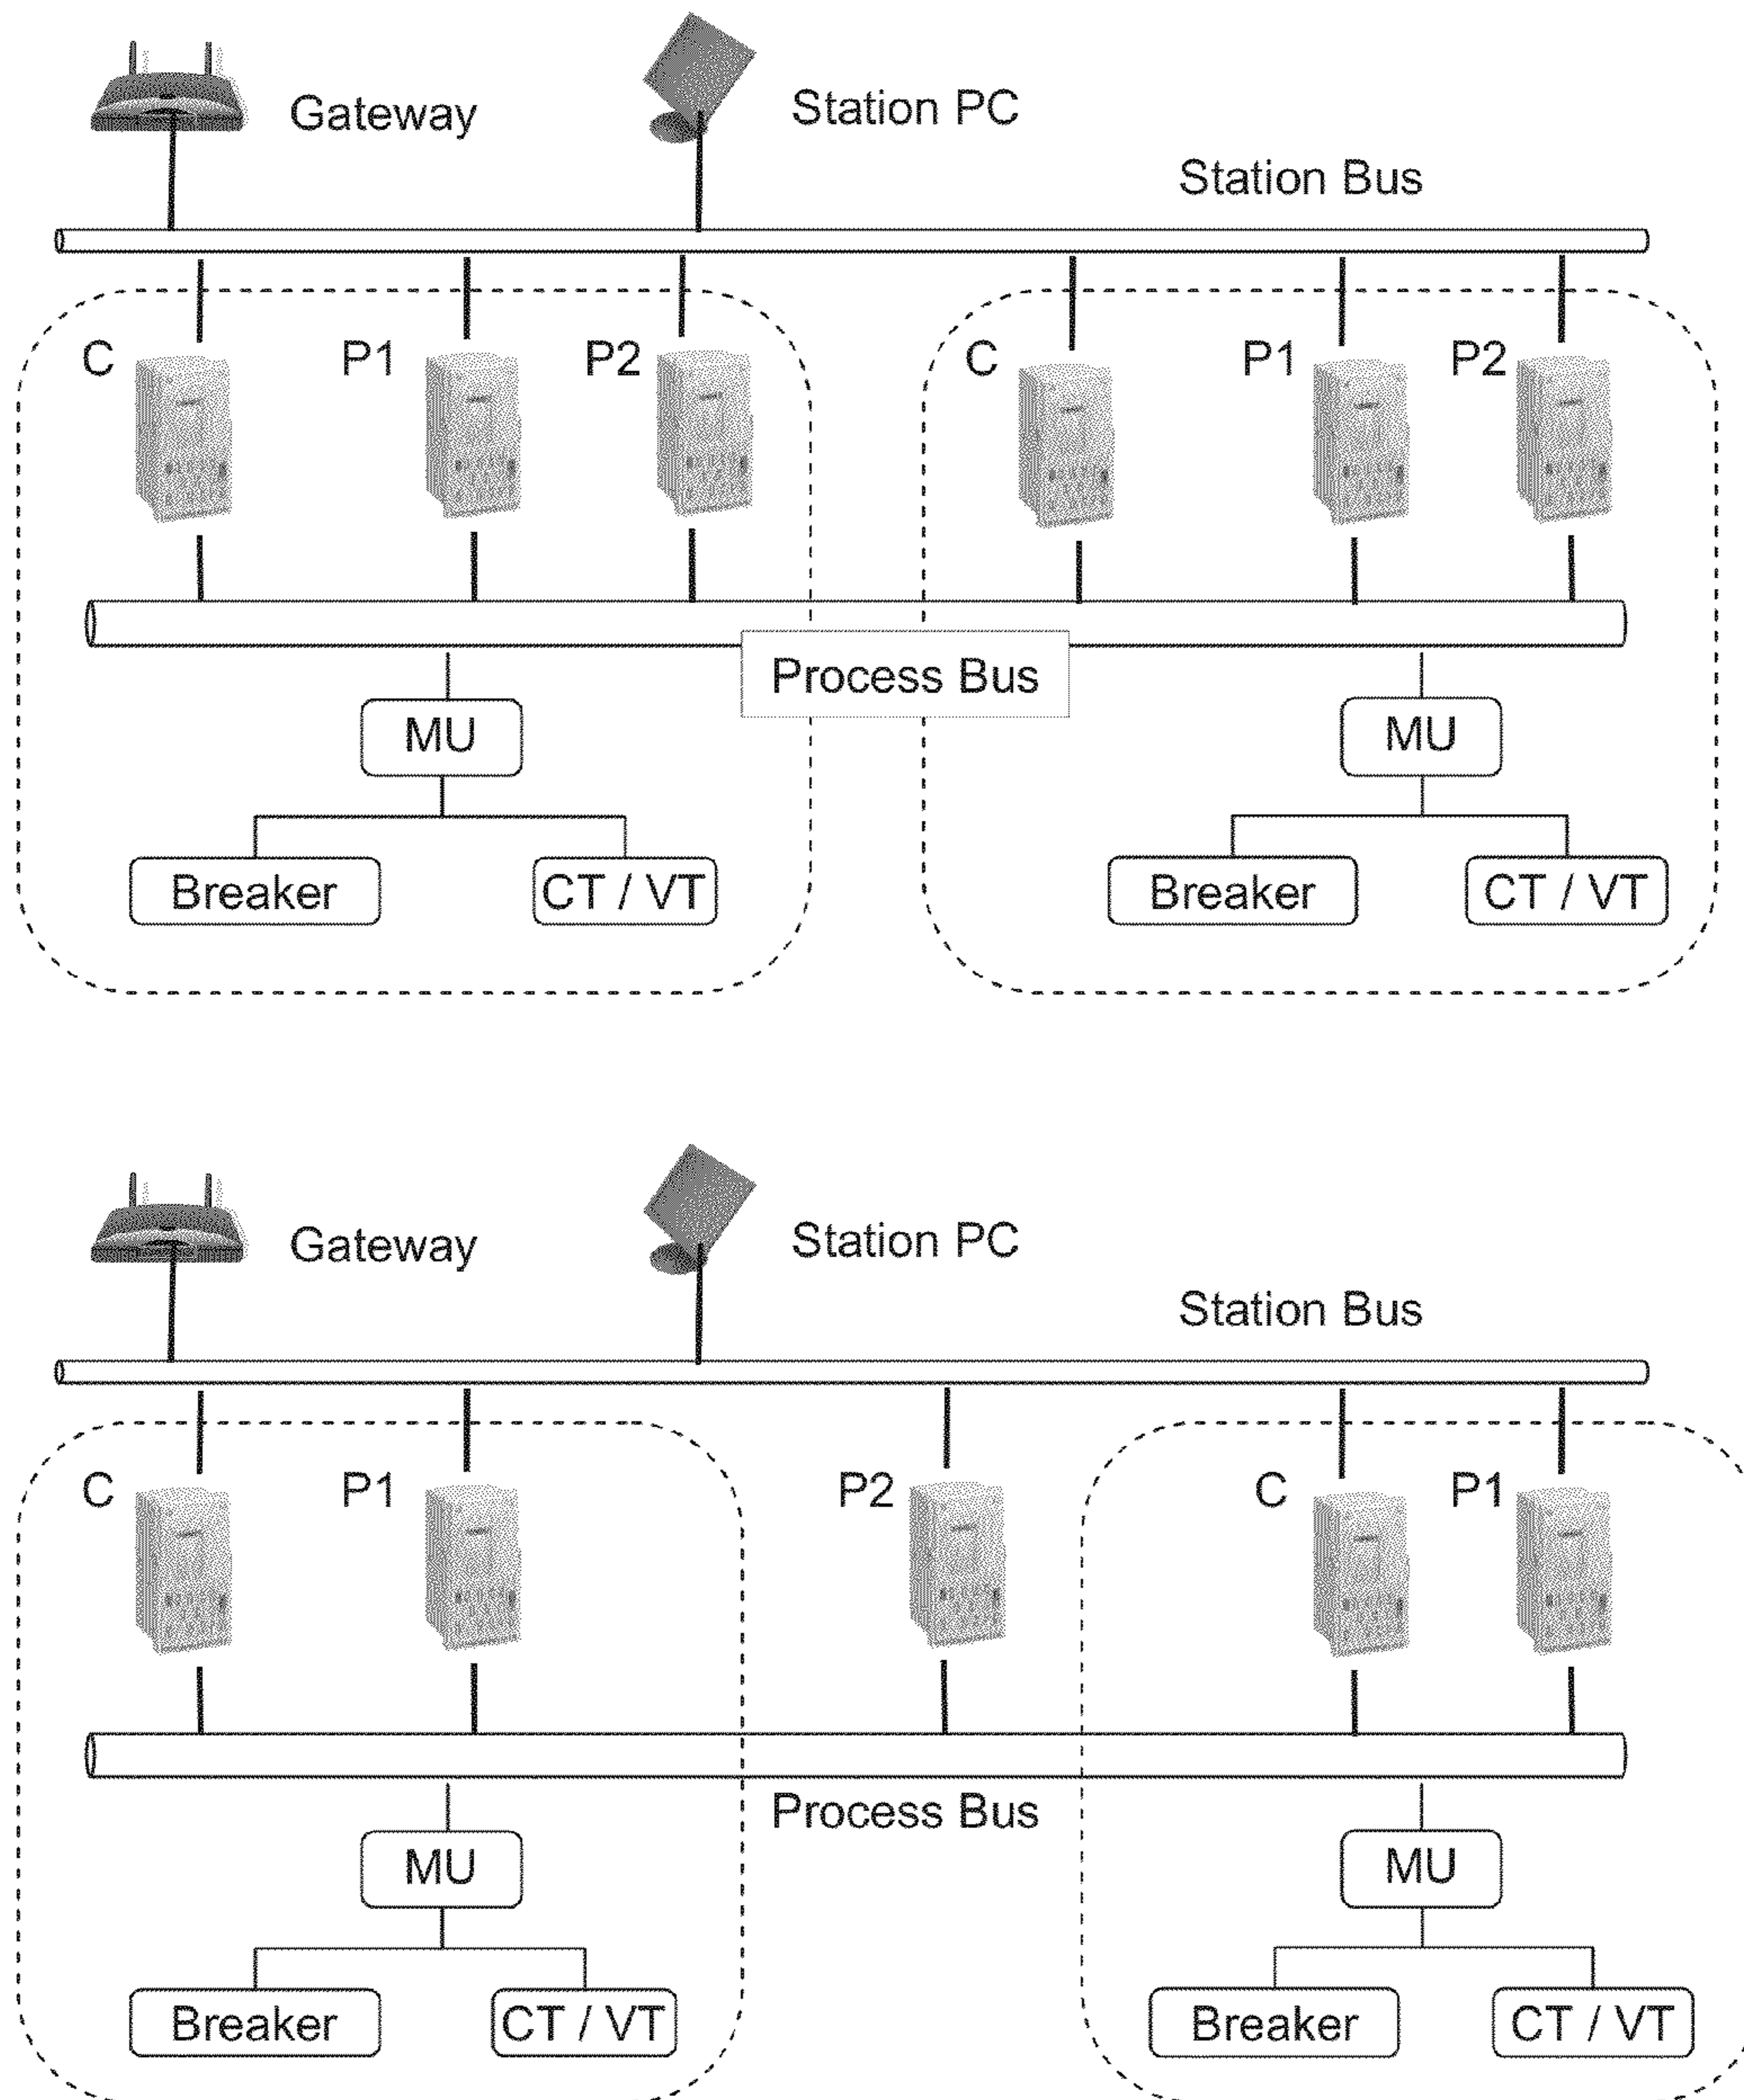 Gateway
Station PC
Station Bus
C
P1
P2
C
P1
P2
Process Bus
MU
MU
Breaker
CT / VT
Breaker
CT / VT
Gateway
Station PC
Station Bus
C
P1
P2
C
P1
Process Bus
MU
MU
Breaker
CT / VT
Breaker
CT / VT